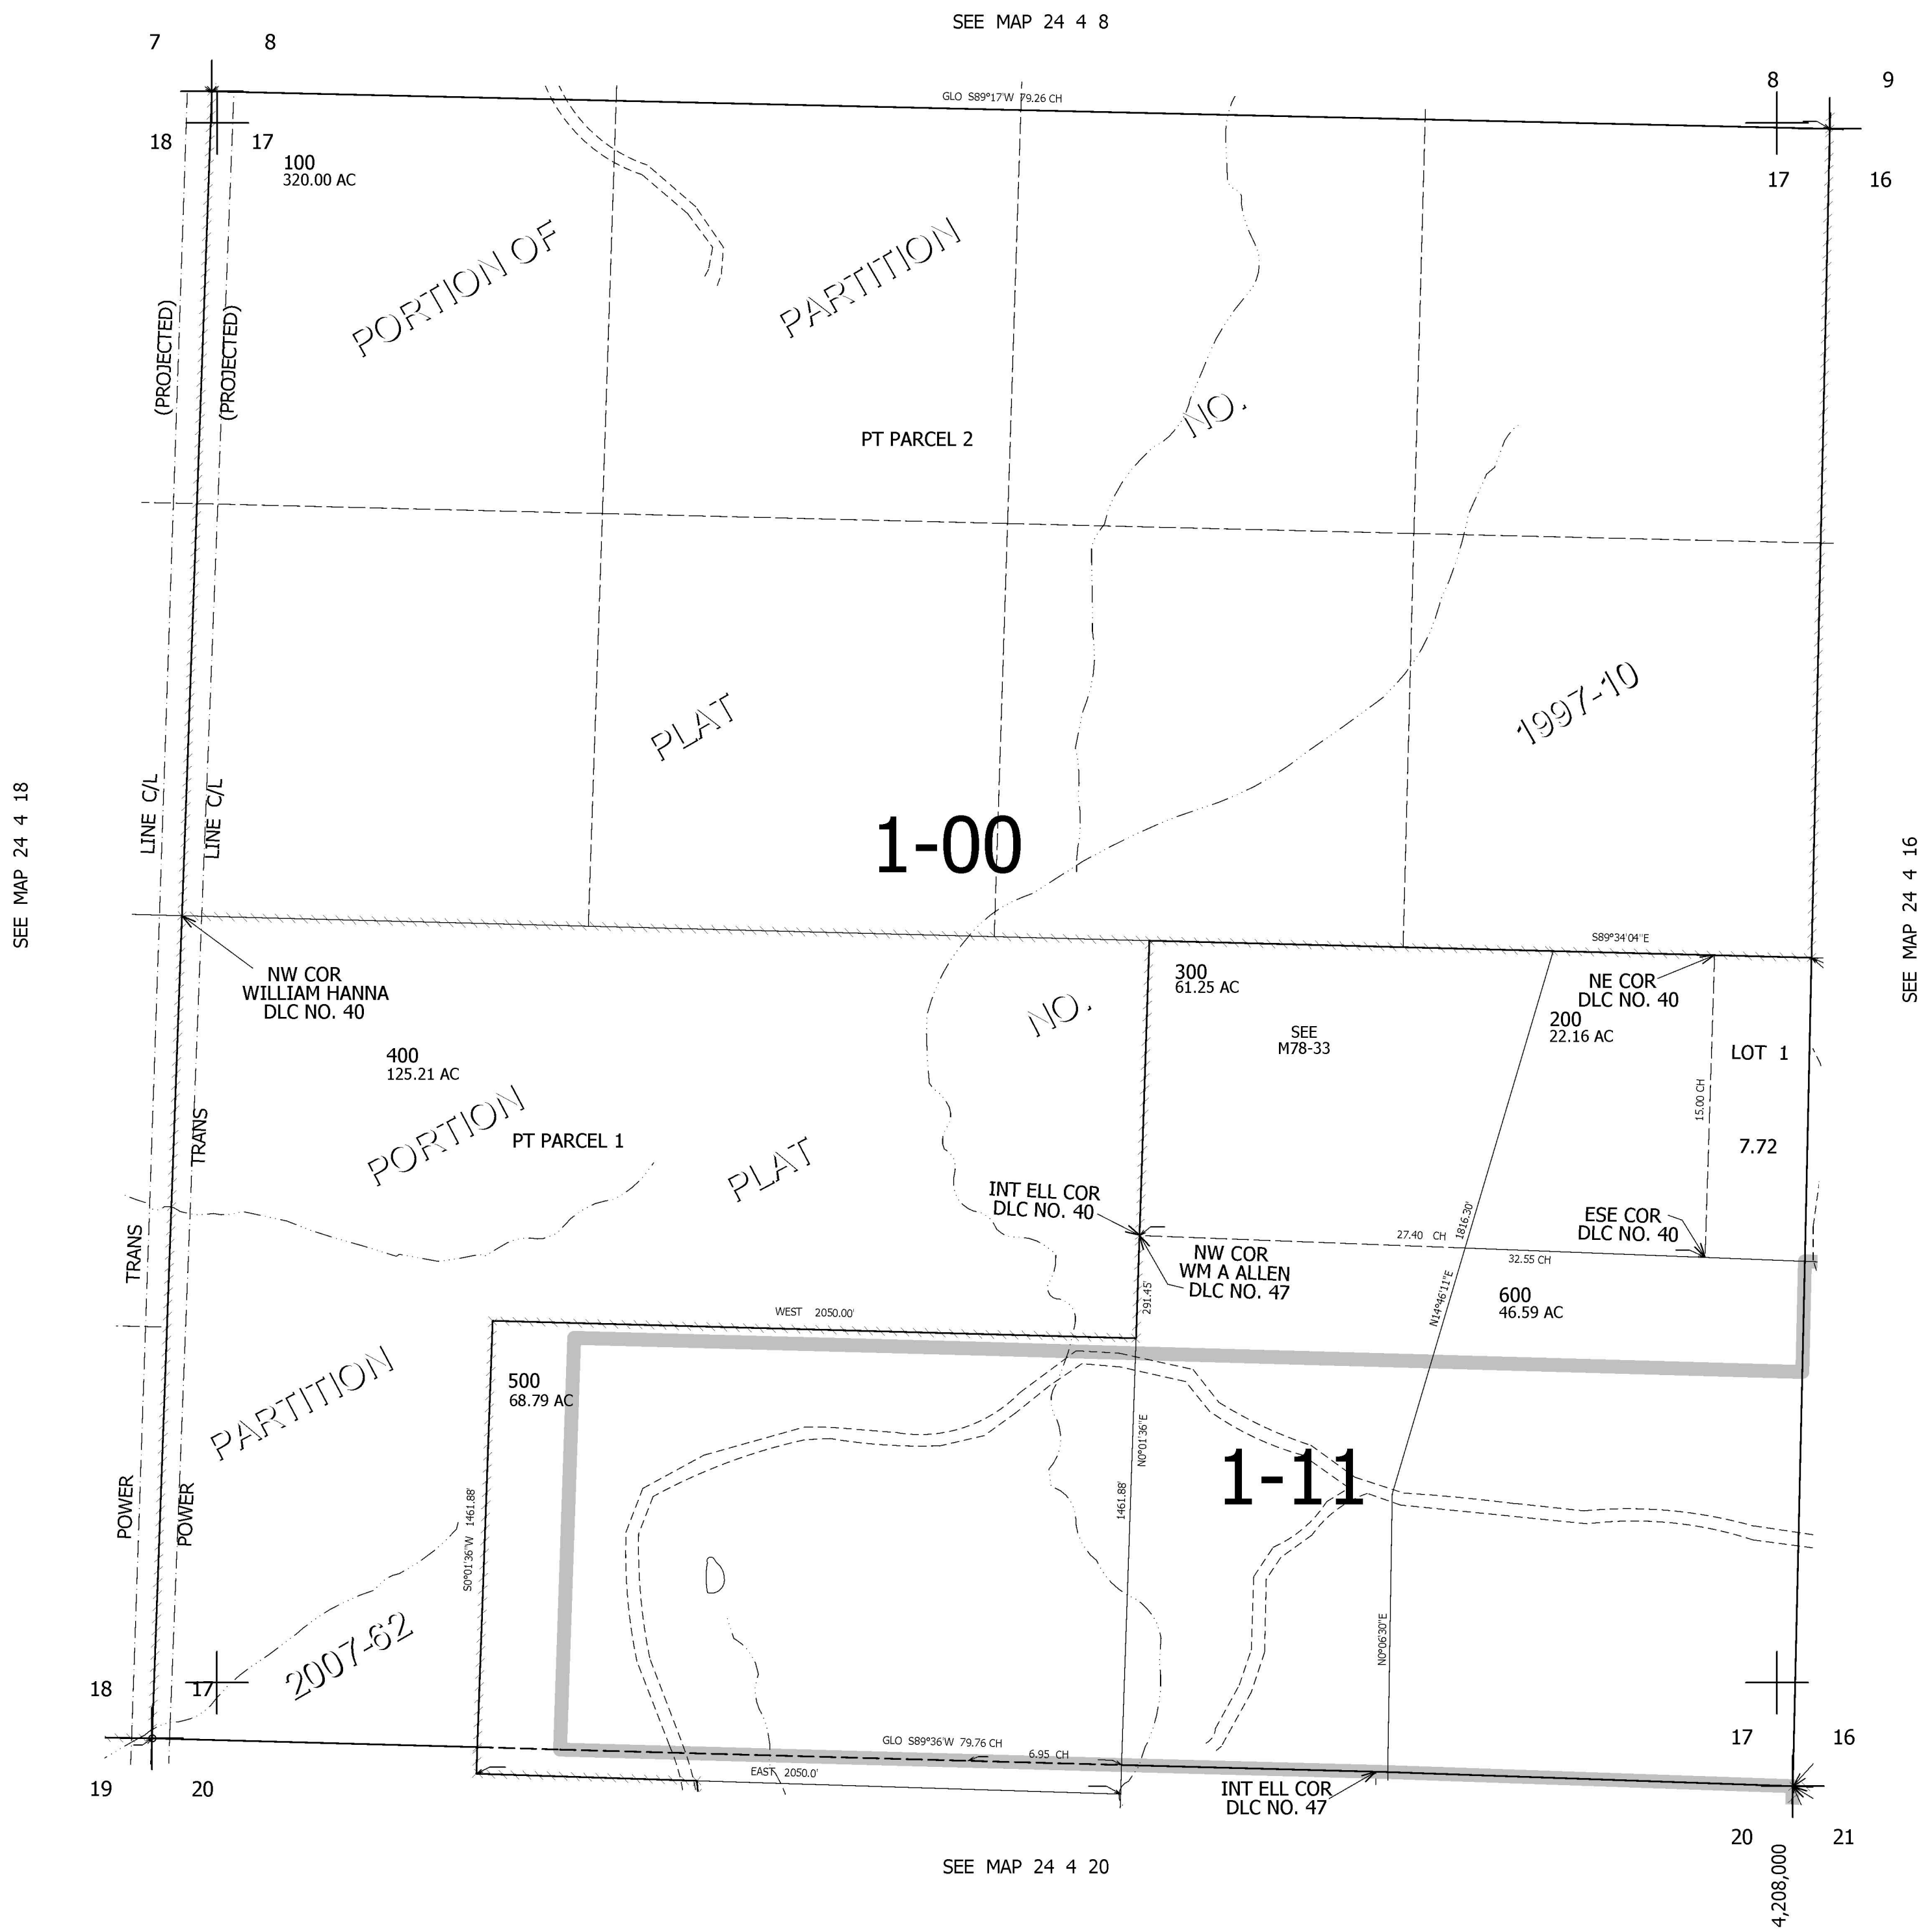 SEE MAP 24 4 8
7
8
8
9
GLO S89°17'W 79.26 CH
18
17
17
16
100
320.00 AC
PORTION OF
PARTITION
(PROJECTED)
(PROJECTED)
NO.
PT PARCEL 2
PLAT
1997-10
LINE C/L
LINE C/L
SEE MAP 24 4 18
1-00
SEE MAP 24 4 16
S89°34'04"E
NW COR
WILLIAM HANNA
DLC NO. 40
300
61.25 AC
NE COR
DLC NO. 40
NO.
200
22.16 AC
SEE
M78-33
LOT 1
400
125.21 AC
15.00 CH
PORTION
PT PARCEL 1
PLAT
7.72
TRANS
TRANS
INT ELL COR
DLC NO. 40
ESE COR
DLC NO. 40
27.40 CH
1816.30'
32.55 CH
NW COR
WM A ALLEN
DLC NO. 47
291.45'
N14°46'11"E
600
46.59 AC
WEST 2050.00'
PARTITION
500
68.79 AC
N0°01'36"E
1461.88'
1-11
POWER
POWER
S0°01'36"W 1461.88'
2007-62
N0°06'30"E
18
17
17
16
GLO S89°36'W 79.76 CH
6.95 CH
EAST 2050.0'
19
20
INT ELL COR
DLC NO. 47
20
21
SEE MAP 24 4 20
4,208,000